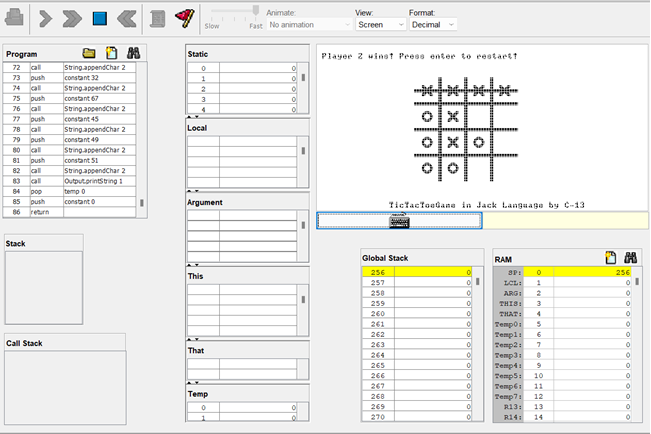 Animate: View: Format:
Slow Fast No animation Screen Decimal
Program
72 call String.appendChar 2
73 push constant 32
74 call String.appendChar 2
75 push constant 67
76 call String.appendChar 2
77 push constant 45
78 call String.appendChar 2
79 push constant 49
80 call String.appendChar 2
81 push constant 51
82 call String.appendChar 2
83 call Output.printString 1
84 pop temp 0
85 push constant 0
86 return
Stack
Call Stack
Static
0 0
1 0
2 0
3 0
4 0
Local
Argument
This
That
Temp
0 0
1 0
Player 2 wins! Press enter to restart!
TicTacToeGame in Jack Language by C-13
Global Stack
256 0
257 0
258 0
259 0
260 0
261 0
262 0
263 0
264 0
265 0
266 0
267 0
268 0
269 0
270 0
RAM
SP: 0 256
LCL: 1 0
ARG: 2 0
THIS: 3 0
THAT: 4 0
Temp0: 5 0
Temp1: 6 0
Temp2: 7 0
Temp3: 8 0
Temp4: 9 0
Temp5: 10 0
Temp6: 11 0
Temp7: 12 0
R13: 13 0
R14: 14 0